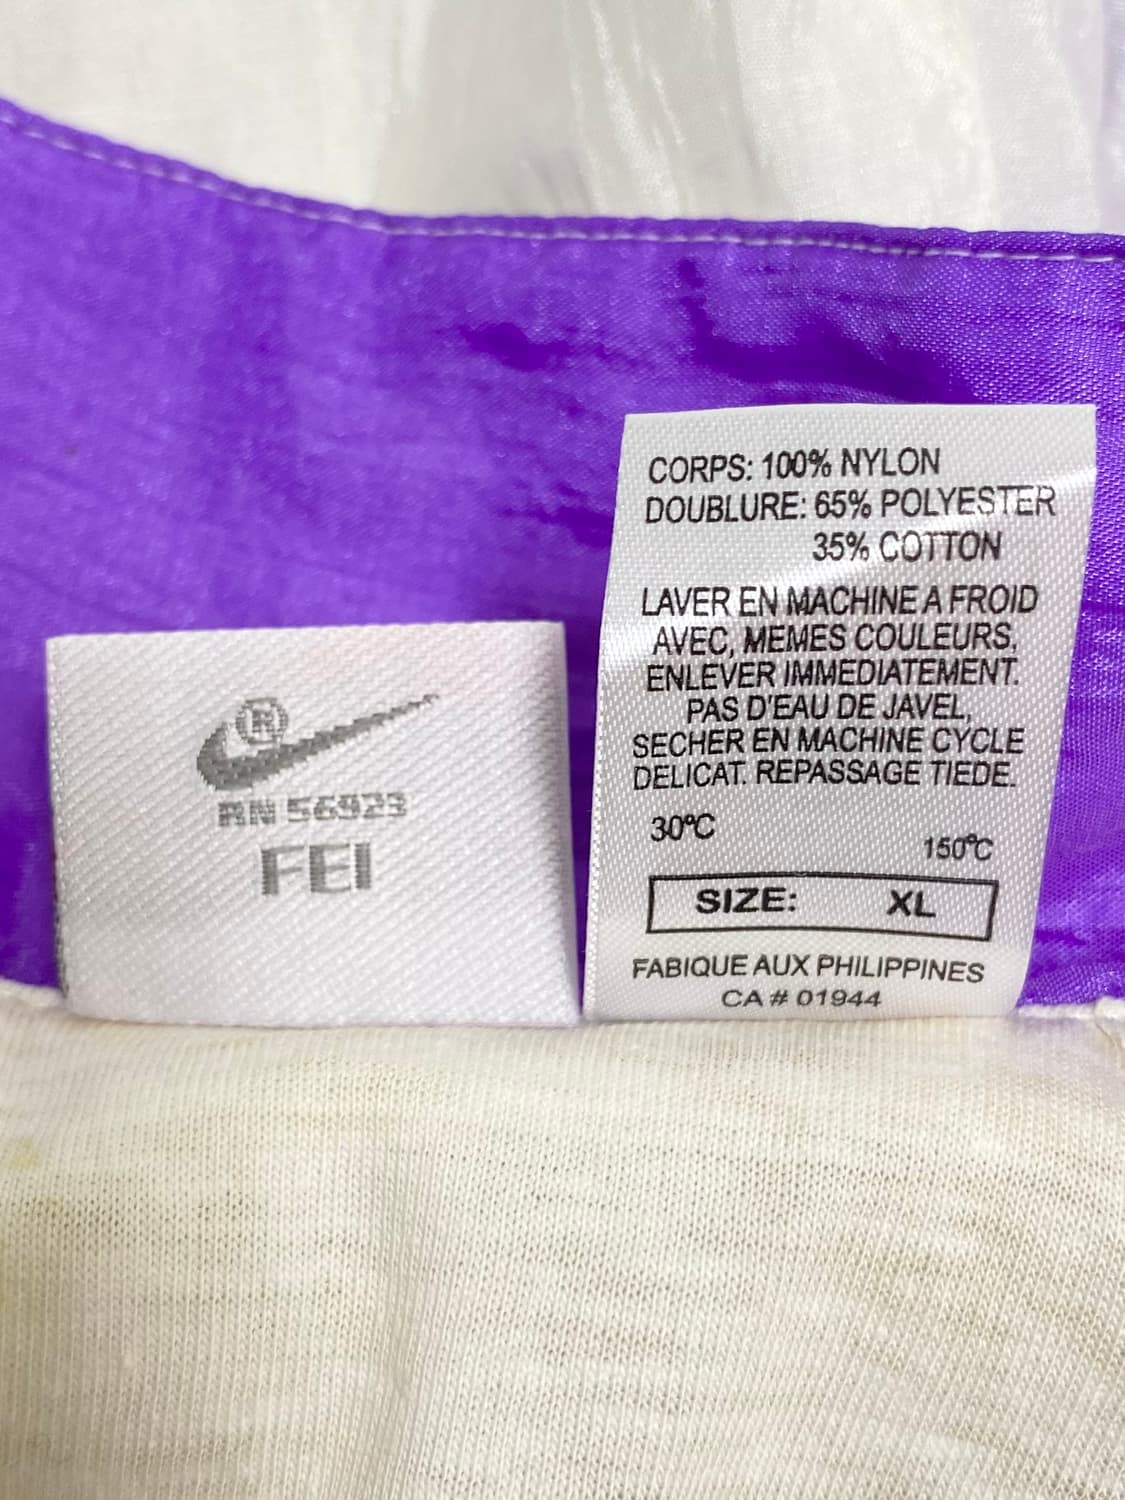 ®
RN 56923
FEI
CORPS: 100% NYLON
DOUBLURE: 65% POLYESTER
35% COTTON
LAVER EN MACHINE A FROID
AVEC, MEMES COULEURS,
ENLEVER IMMEDIATEMENT.
PAS D'EAU DE JAVEL,
SECHER EN MACHINE CYCLE
DELICAT. REPASSAGE TIEDE.
30°C
150°C
SIZE: XL
FABIQUE AUX PHILIPPINES
CA # 01944